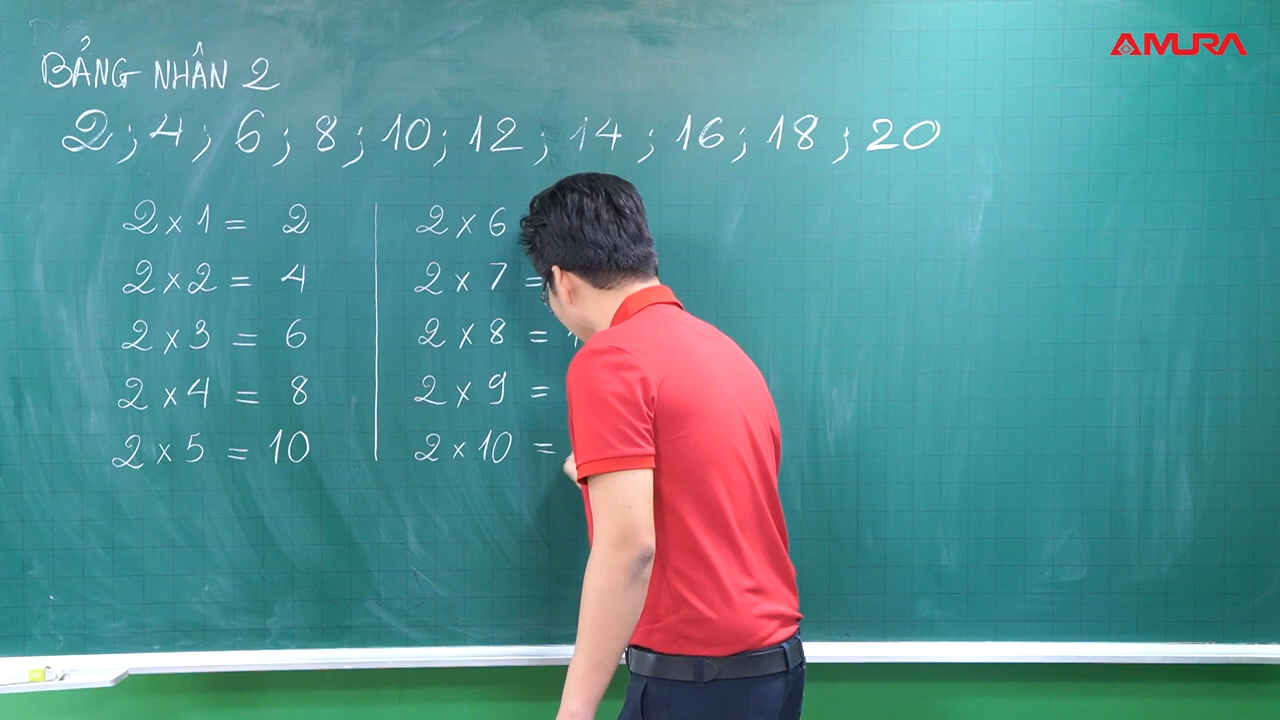 AMURA
BẢNG NHÂN 2
2 ; 4 ; 6 ; 8 ; 10 ; 12 ; 14 ; 16 ; 18 ; 20
2 × 1 = 2
2 × 2 = 4
2 × 3 = 6
2 × 4 = 8
2 × 5 = 10
2 × 6
2 × 7 =
2 × 8 =
2 × 9 =
2 × 10 =